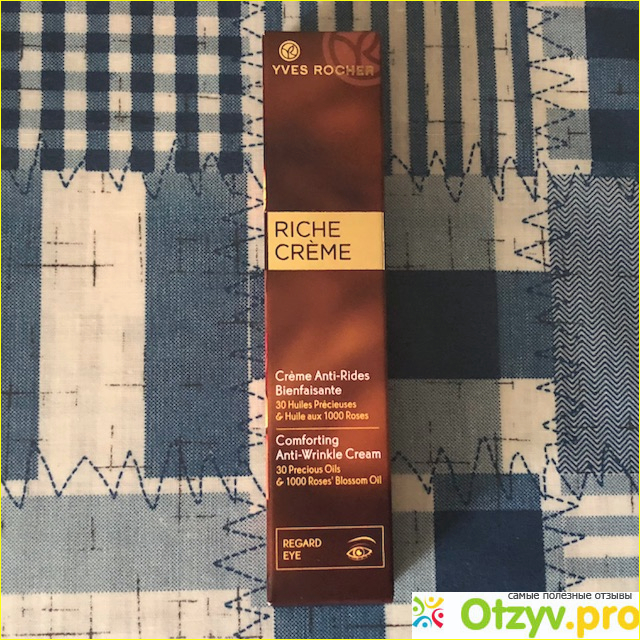 YVES ROCHER
RICHE
CRÈME
Crème Anti-Rides
Bienfaisante
30 Huiles Précieuses
& Huile aux 1000 Roses
Comforting
Anti-Wrinkle Cream
30 Precious Oils
& 1000 Roses' Blossom Oil
REGARD
EYE
самые полезные отзывы
Otzyv.pro